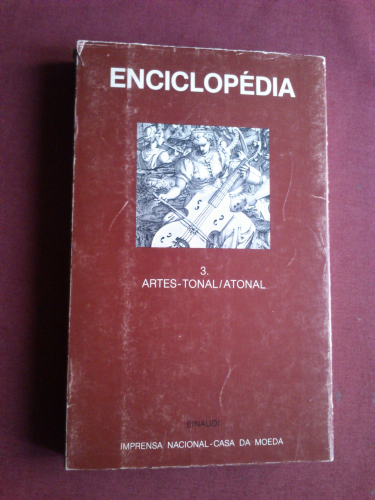 ENCICLOPÉDIA
3.
ARTES-TONAL/ATONAL
EINAUDI
IMPRENSA NACIONAL-CASA DA MOEDA